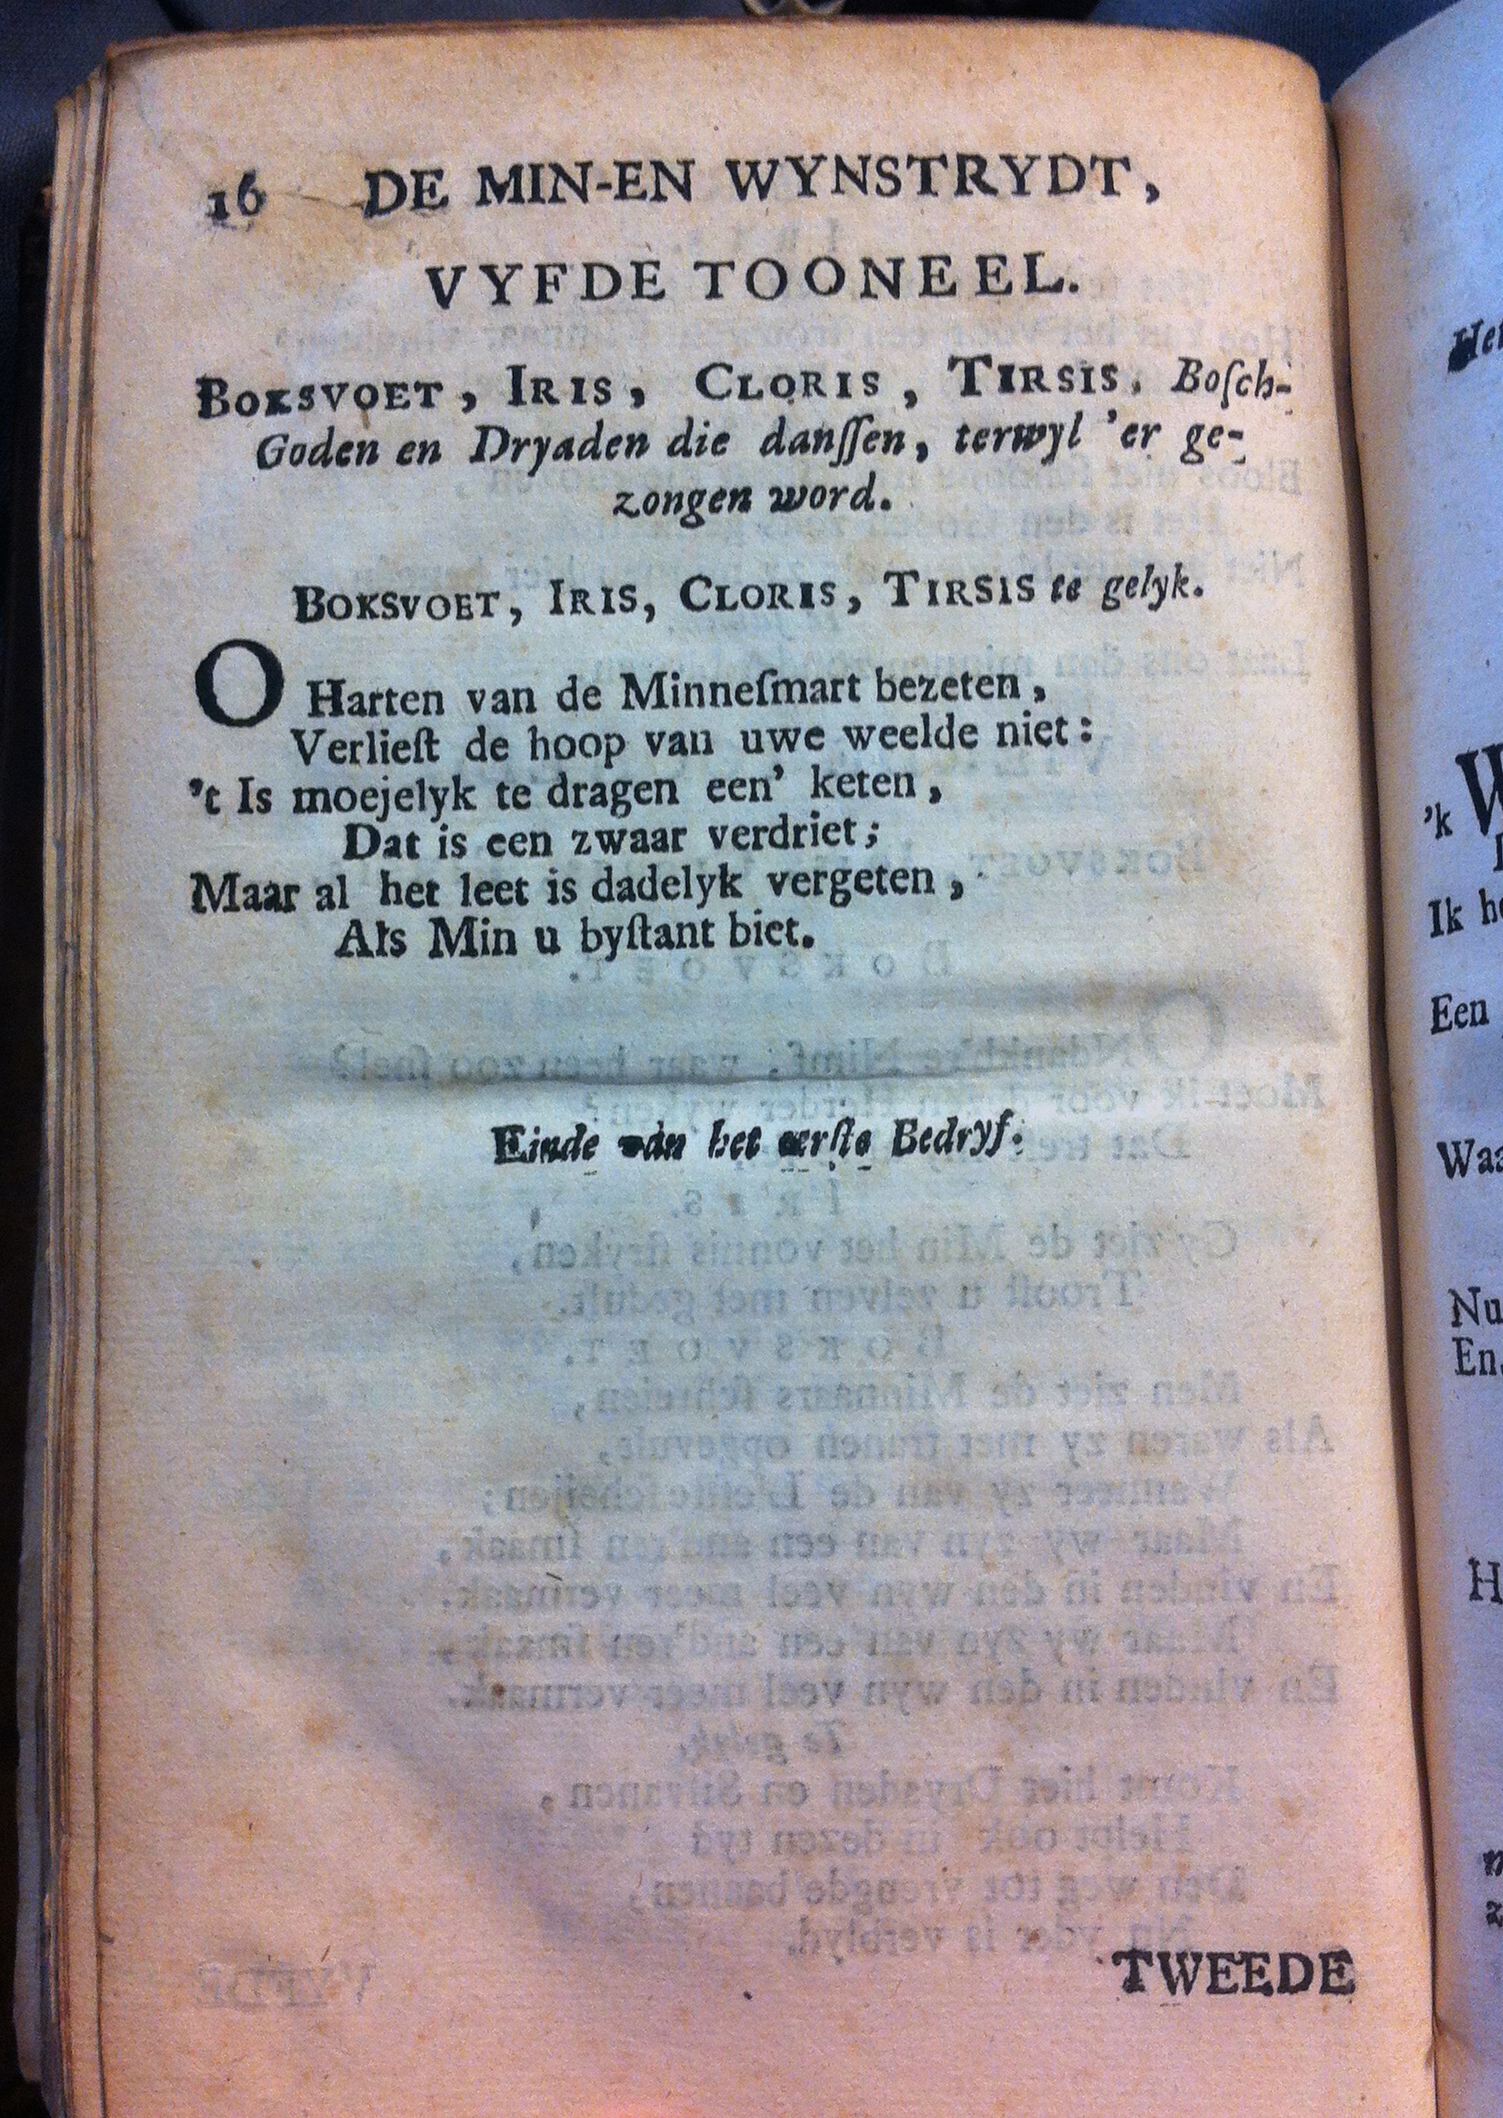 16 DE MIN-EN WYNSTRYDT,
VYFDE TOONEEL.
BOKSVOET, IRIS, CLORIS, TIRSIS. Boſch-
Goden en Dryaden die danſſen, terwyl 'er ge-
zongen word.
BOKSVOET, IRIS, CLORIS, TIRSIS te gelyk.
O Harten van de Minneſmart bezeten,
Verlieſt de hoop van uwe weelde niet:
't Is moejelyk te dragen een' keten,
Dat is een zwaar verdriet;
Maar al het leet is dadelyk vergeten,
Als Min u byſtant biet.
Einde van het eerſte Bedryf.
TWEEDE
'k
Ik
Een
Nu